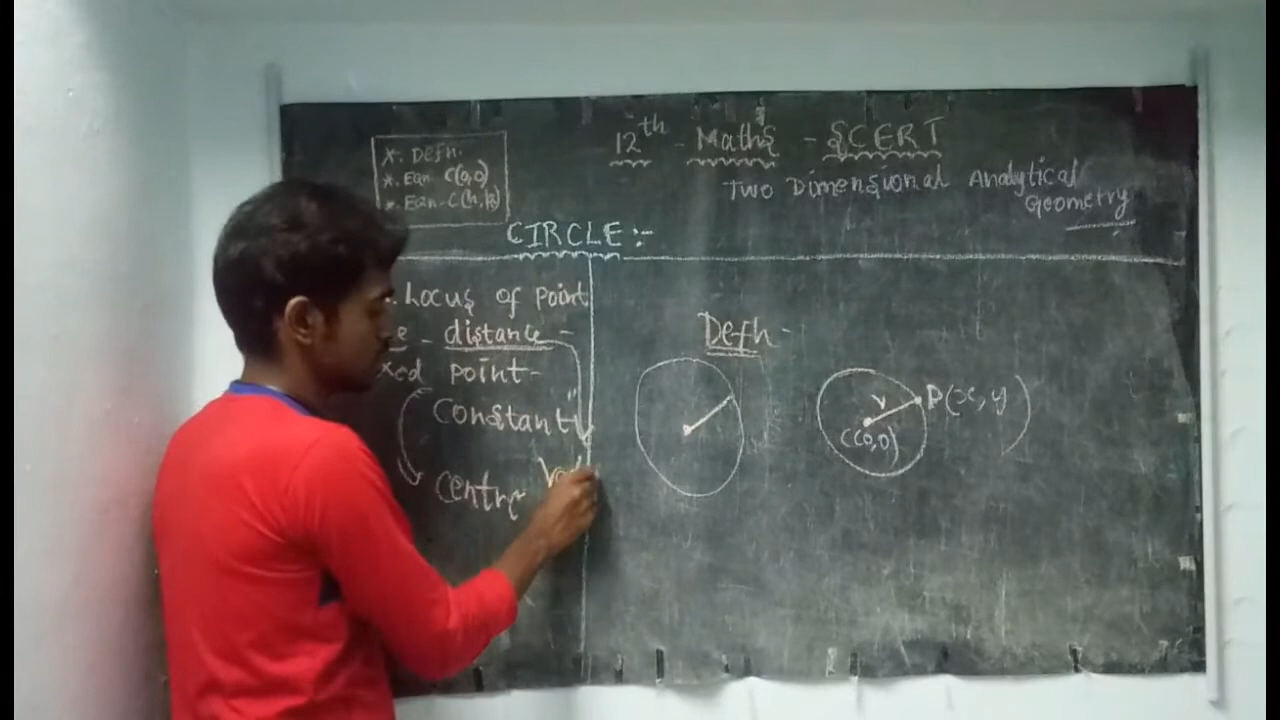 12th - Maths - SCERT
Two Dimensional Analytical
Geometry
*. Defn.
*. Eqn C(0,0)
*. Eqn-C(h,k)
CIRCLE:-
Locus of point
distance -
point-
constant
centre
Defn -
r
P(x,y)
C(0,0)